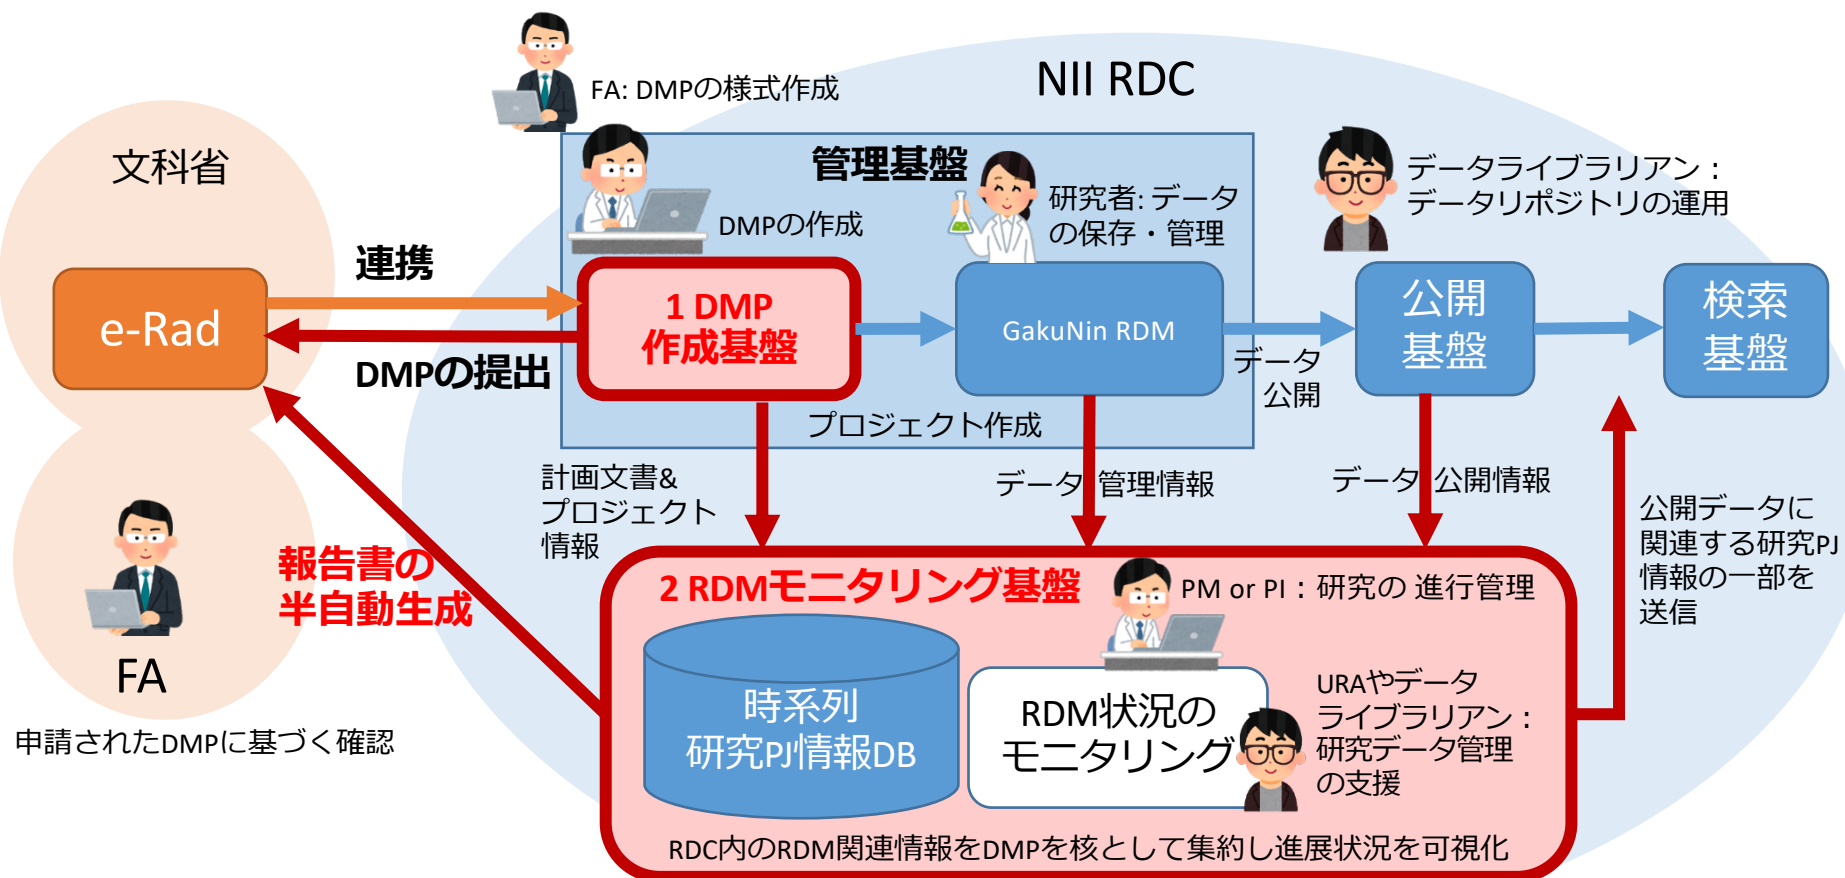 NII RDC
FA: DMPの様式作成
文科省
管理基盤
DMPの作成
研究者: データ
の保存・管理
データライブラリアン：
データリポジトリの運用
連携
e-Rad
1 DMP
作成基盤
GakuNin RDM
公開
基盤
検索
基盤
DMPの提出
データ
公開
プロジェクト作成
計画文書&
プロジェクト
情報
データ 管理情報
データ 公開情報
公開データに
関連する研究PJ
情報の一部を
送信
報告書の
半自動生成
FA
申請されたDMPに基づく確認
2 RDMモニタリング基盤
PM or PI：研究の 進行管理
時系列
研究PJ情報DB
RDM状況の
モニタリング
URAやデータ
ライブラリアン：
研究データ管理
の支援
RDC内のRDM関連情報をDMPを核として集約し進展状況を可視化